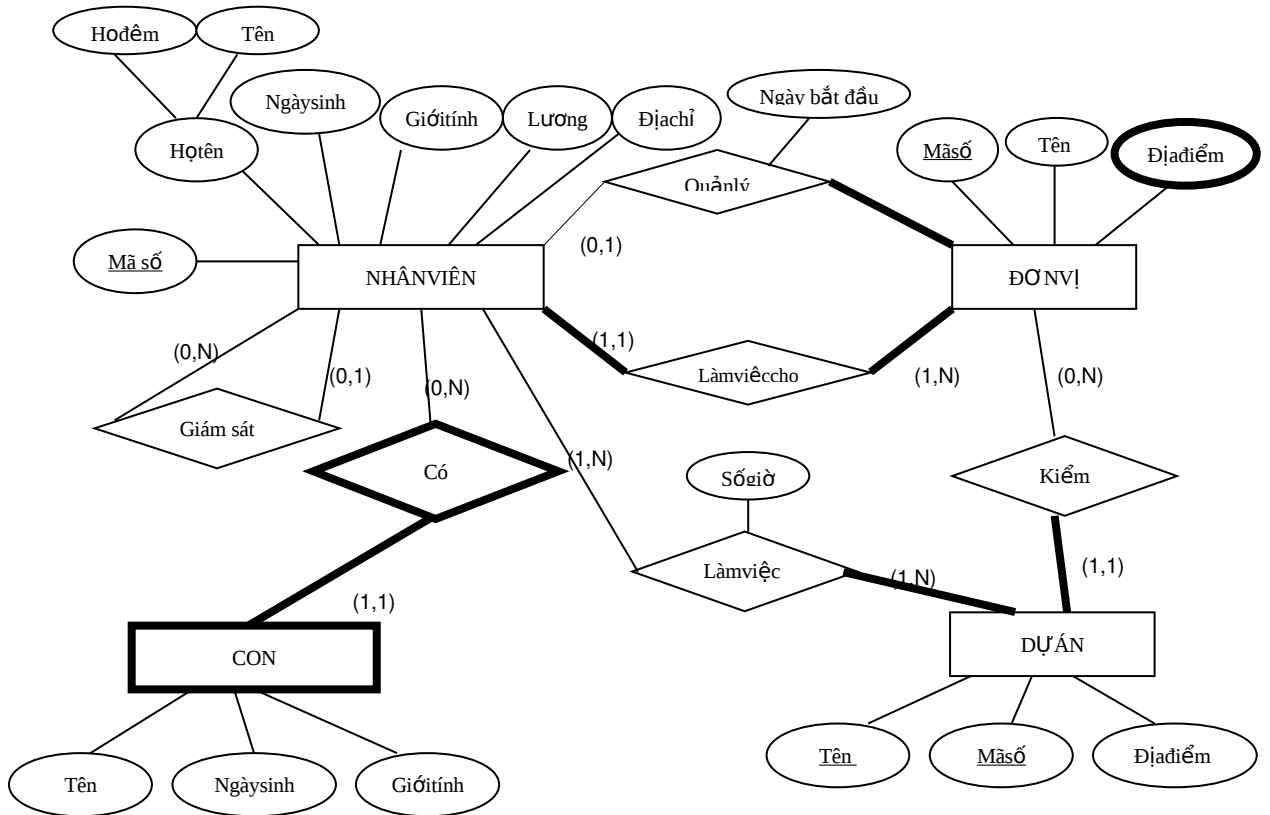 Họđêm
Tên
Ngàysinh
Giớitính
Lương
Địachỉ
Ngày bắt đầu
Mãsố
Tên
Địađiểm
Họtên
Quảnlý
(0,1)
Mã số
NHÂNVIÊN
ĐƠNVỊ
(1,1)
(0,N)
(0,1)
(0,N)
Làmviêccho
(1,N)
(0,N)
Giám sát
Có
(1,N)
Sốgiờ
Kiểm
Làmviệc
(1,N)
(1,1)
(1,1)
CON
DỰÁN
Tên
Ngàysinh
Giớitính
Tên
Mãsố
Địađiểm